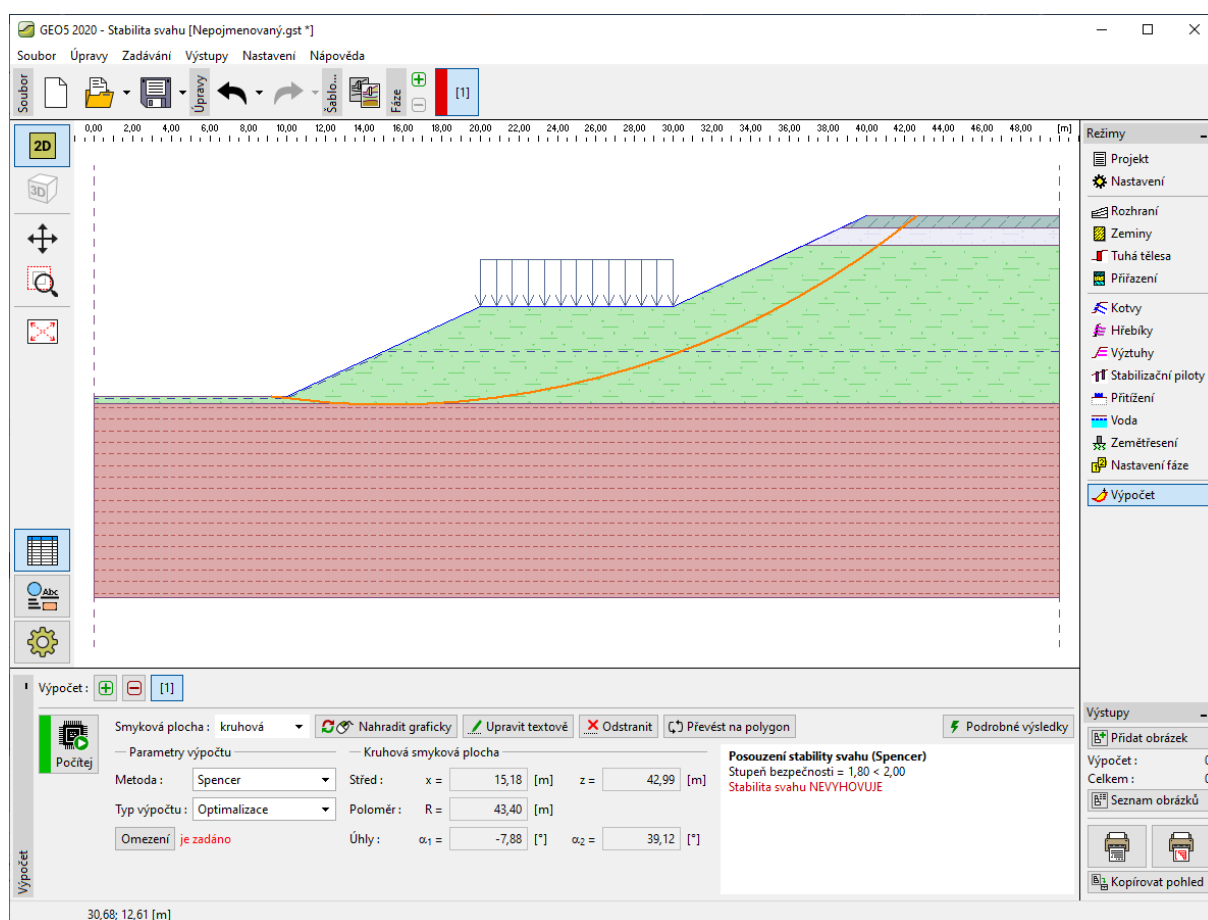 GEO5 2020 - Stabilita svahu [Nepojmenovaný.gst *]
Soubor Úpravy Zadávání Výstupy Nastavení Nápověda
Soubor Úpravy Šablo... Fáze [1]
2D 0,00 2,00 4,00 6,00 8,00 10,00 12,00 14,00 16,00 18,00 20,00 22,00 24,00 26,00 28,00 30,00 32,00 34,00 36,00 38,00 40,00 42,00 44,00 46,00 48,00 [m]
3D
Abc
Režimy
Projekt
Nastavení
Rozhraní
Zeminy
Tuhá tělesa
Přiřazení
Kotvy
Hřebíky
Výztuhy
Stabilizační piloty
Přitížení
Voda
Zemětřesení
Nastavení fáze
Výpočet
Výpočet : [1]
Počítej
Smyková plocha : kruhová Nahradit graficky Upravit textově Odstranit Převést na polygon Podrobné výsledky
Parametry výpočtu
Metoda : Spencer
Typ výpočtu : Optimalizace
Omezení je zadáno
Kruhová smyková plocha
Střed : x = 15,18 [m] z = 42,99 [m]
Poloměr : R = 43,40 [m]
Úhly : α1 = -7,88 [°] α2 = 39,12 [°]
Posouzení stability svahu (Spencer)
Stupeň bezpečnosti = 1,80 < 2,00
Stabilita svahu NEVYHOVUJE
Výpočet
Výstupy
Přidat obrázek
Výpočet : 0
Celkem : 0
Seznam obrázků
Kopírovat pohled
30,68; 12,61 [m]